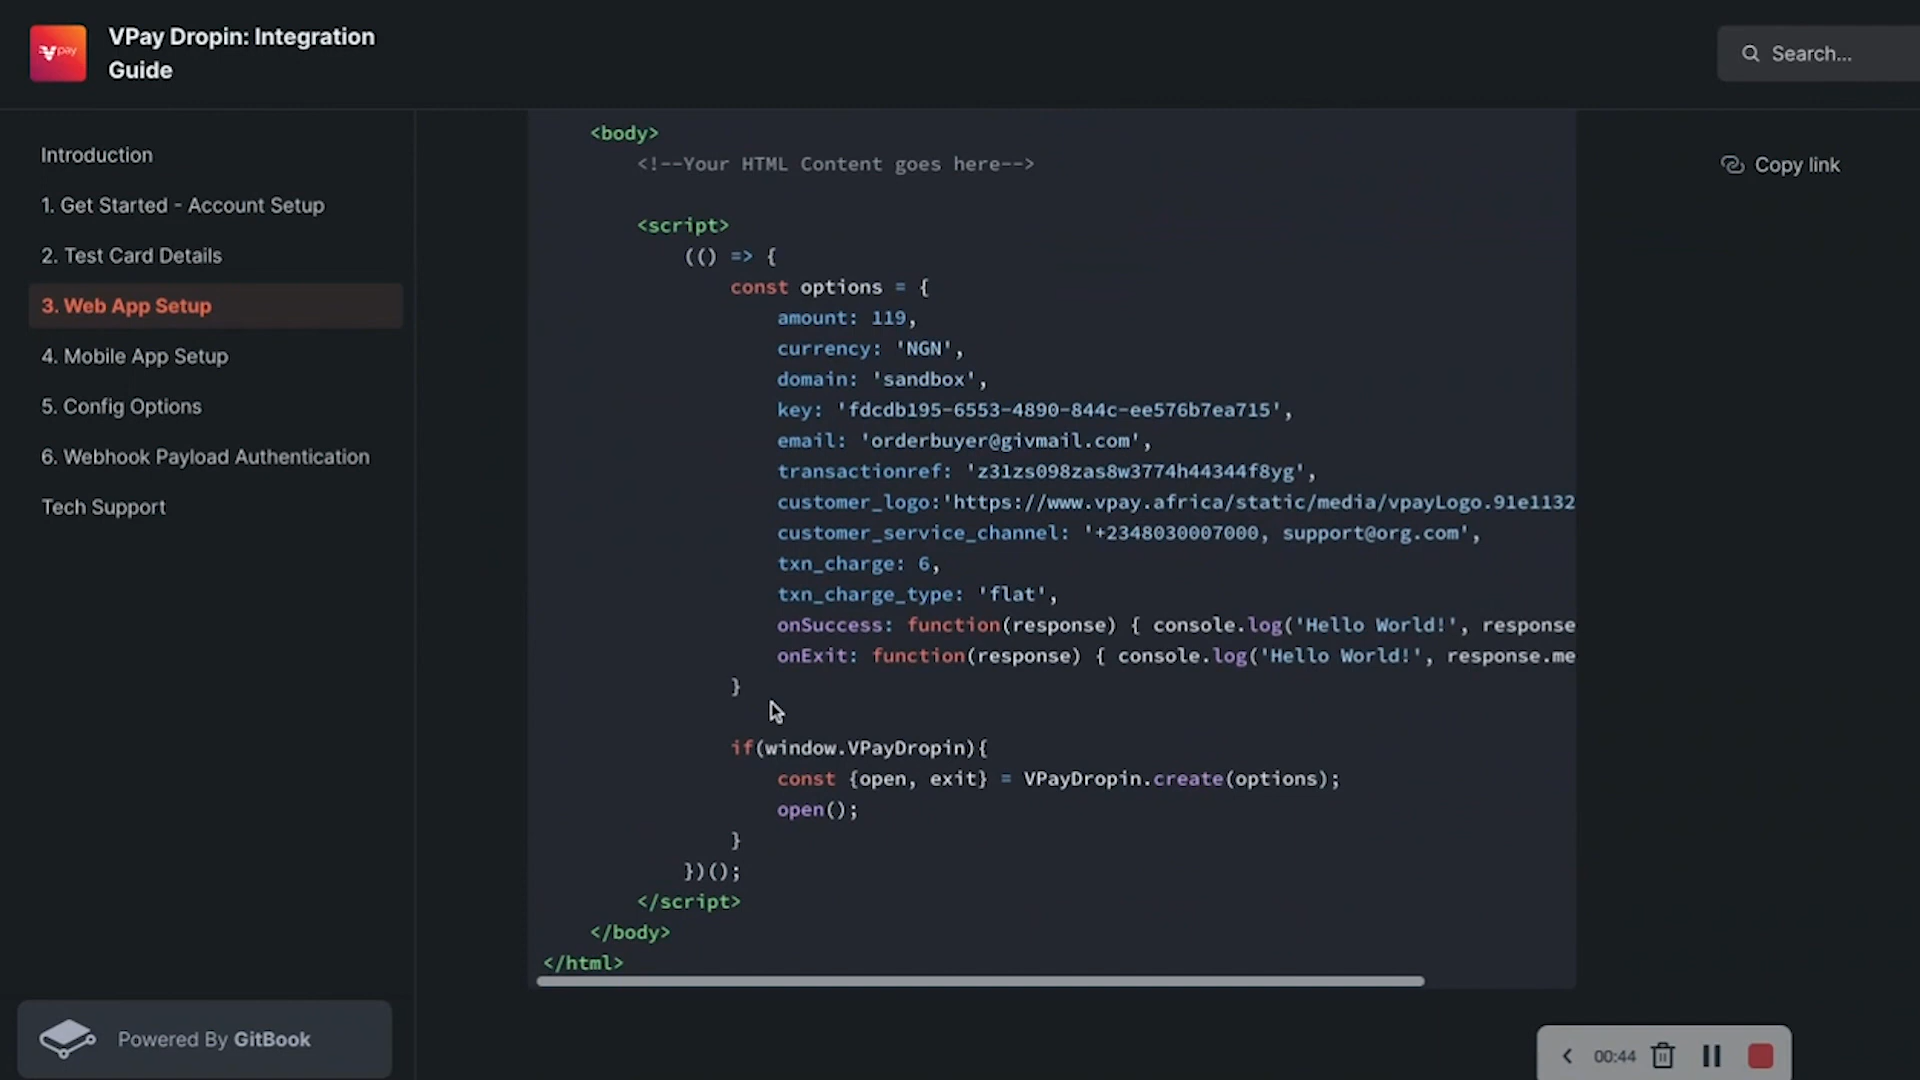 Vpay
VPay Dropin: Integration
Guide
Search...
Introduction
1. Get Started - Account Setup
2. Test Card Details
3. Web App Setup
4. Mobile App Setup
5. Config Options
6. Webhook Payload Authentication
Tech Support
Powered By GitBook
<body>
<!--Your HTML Content goes here-->
<script>
(() => {
const options = {
amount: 119,
currency: 'NGN',
domain: 'sandbox',
key: 'fdcdb195-6553-4890-844c-ee576b7ea715',
email: 'orderbuyer@givmail.com',
transactionref: 'z31zs098zas8w3774h44344f8yg',
customer_logo:'https://www.vpay.africa/static/media/vpayLogo.91e1132
customer_service_channel: '+2348030007000, support@org.com',
txn_charge: 6,
txn_charge_type: 'flat',
onSuccess: function(response) { console.log('Hello World!', response
onExit: function(response) { console.log('Hello World!', response.me
}
if(window.VPayDropin){
const {open, exit} = VPayDropin.create(options);
open();
}
})();
</script>
</body>
</html>
Copy link
00:44